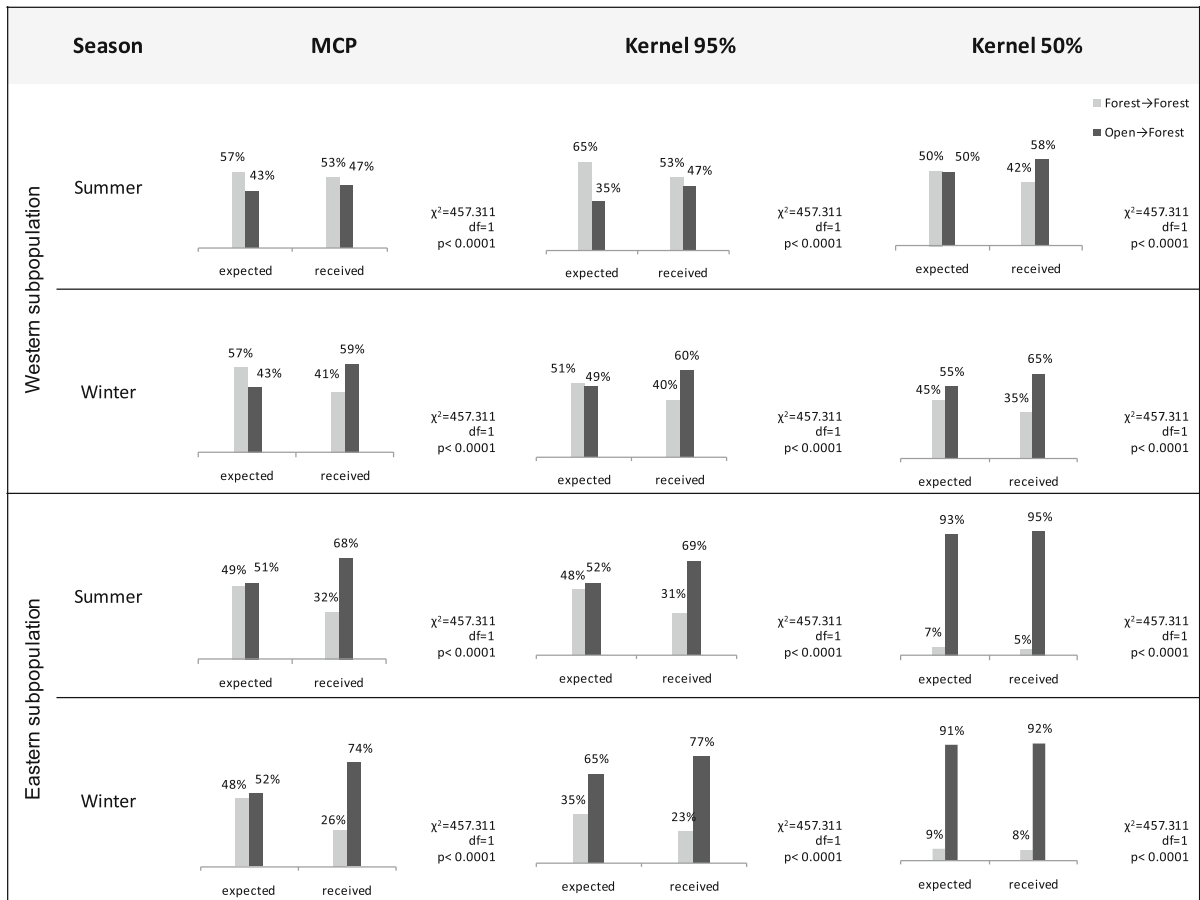 Season MCP Kernel 95% Kernel 50%
Forest→Forest
Open→Forest
Western subpopulation
Summer
57% 43% 53% 47%
expected received
χ²=457.311
df=1
p< 0.0001
65% 35% 53% 47%
expected received
χ²=457.311
df=1
p< 0.0001
50% 50% 42% 58%
expected received
χ²=457.311
df=1
p< 0.0001
Winter
57% 43% 41% 59%
expected received
χ²=457.311
df=1
p< 0.0001
51% 49% 40% 60%
expected received
χ²=457.311
df=1
p< 0.0001
45% 55% 35% 65%
expected received
χ²=457.311
df=1
p< 0.0001
Eastern subpopulation
Summer
49% 51% 32% 68%
expected received
χ²=457.311
df=1
p< 0.0001
48% 52% 31% 69%
expected received
χ²=457.311
df=1
p< 0.0001
7% 93% 5% 95%
expected received
χ²=457.311
df=1
p< 0.0001
Winter
48% 52% 26% 74%
expected received
χ²=457.311
df=1
p< 0.0001
35% 65% 23% 77%
expected received
χ²=457.311
df=1
p< 0.0001
9% 91% 8% 92%
expected received
χ²=457.311
df=1
p< 0.0001